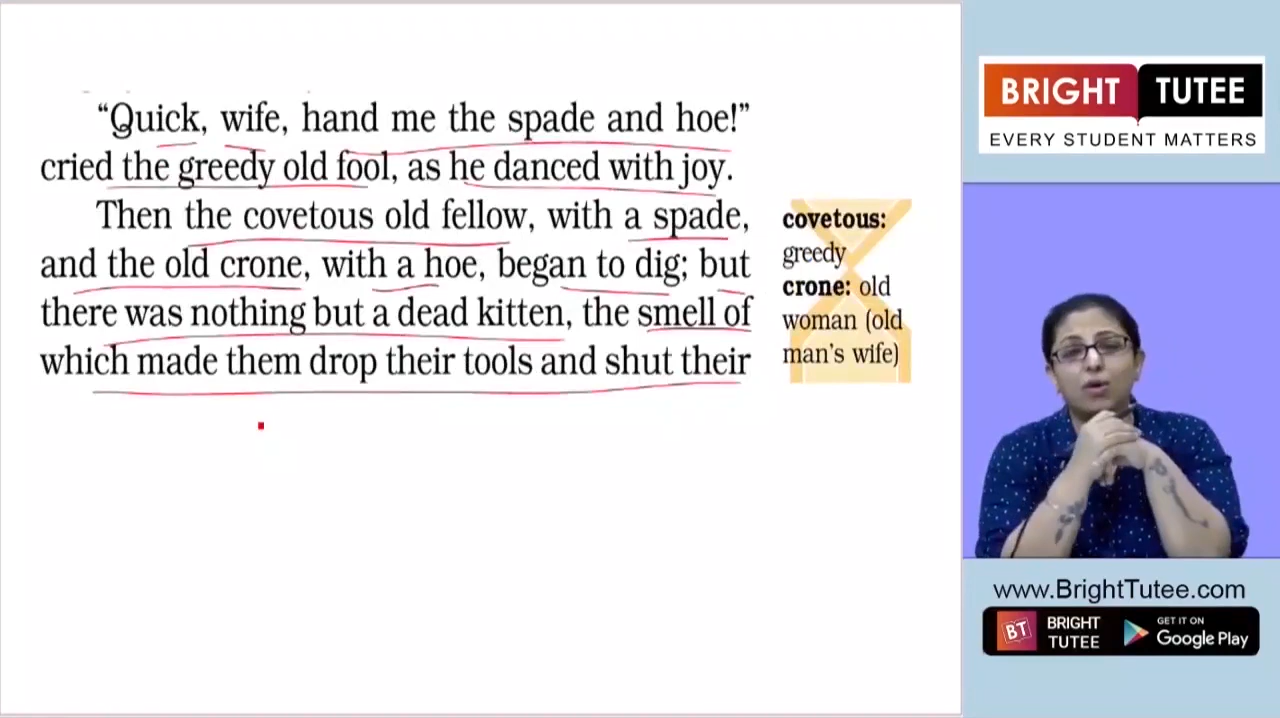 “Quick, wife, hand me the spade and hoe!”
cried the greedy old fool, as he danced with joy.
Then the covetous old fellow, with a spade,
and the old crone, with a hoe, began to dig; but
there was nothing but a dead kitten, the smell of
which made them drop their tools and shut their
covetous:
greedy
crone: old
woman (old
man’s wife)
BRIGHT TUTEE
EVERY STUDENT MATTERS
www.BrightTutee.com
BT BRIGHT TUTEE
GET IT ON
Google Play